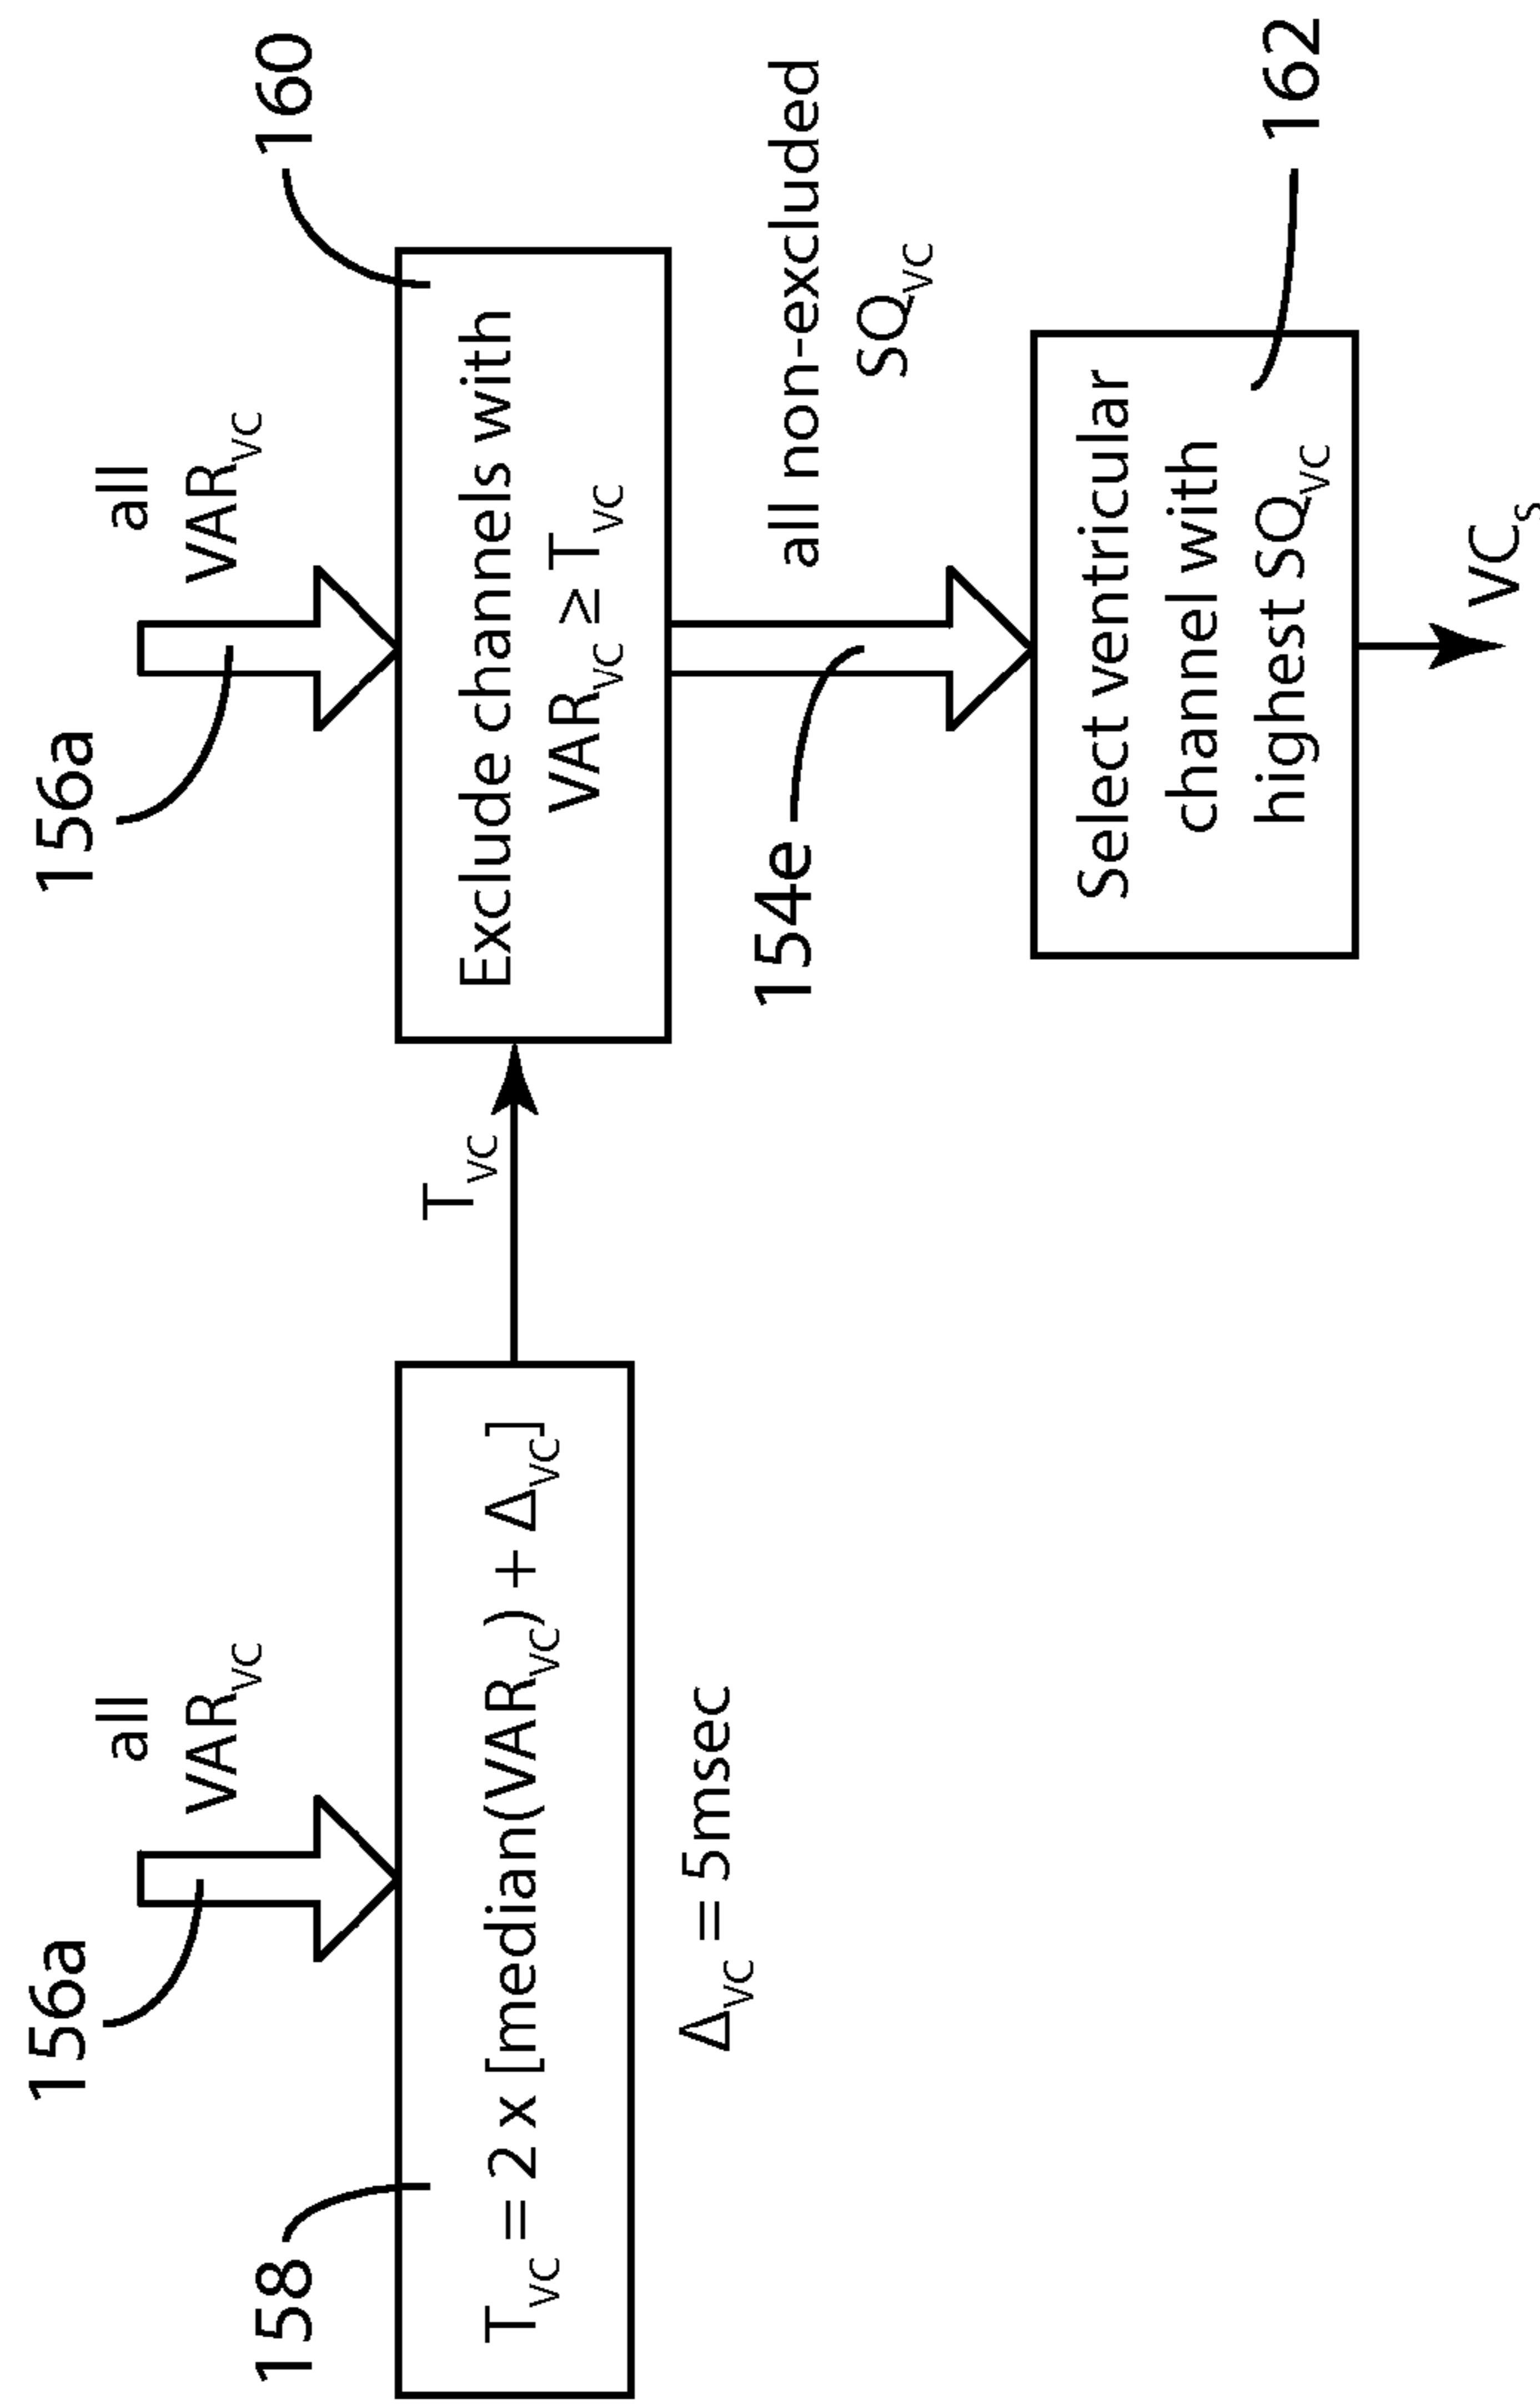 156a
all
VAR_VC
158
T_VC = 2 x [median(VAR_VC) + Δ_VC]
Δ_VC = 5msec
T_VC
156a
all
VAR_VC
160
Exclude channels with
VAR_VC ≥ T_VC
154e
all non-excluded
SQ_VC
Select ventricular
channel with
highest SQ_VC
162
VC_s